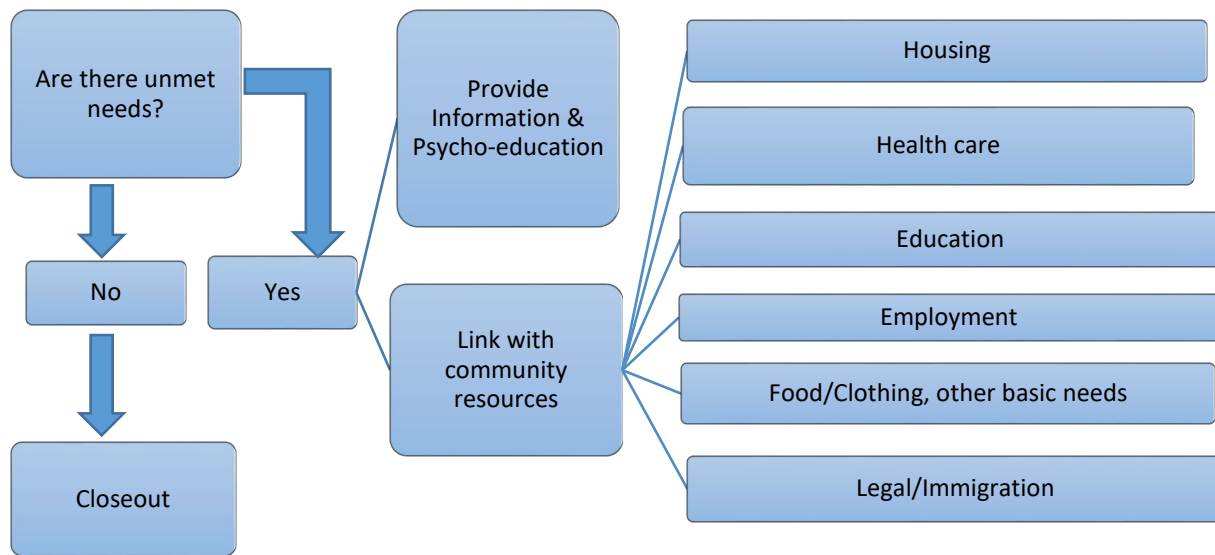 Are there unmet
needs?
No
Closeout
Yes
Provide
Information &
Psycho-education
Link with
community
resources
Housing
Health care
Education
Employment
Food/Clothing, other basic needs
Legal/Immigration